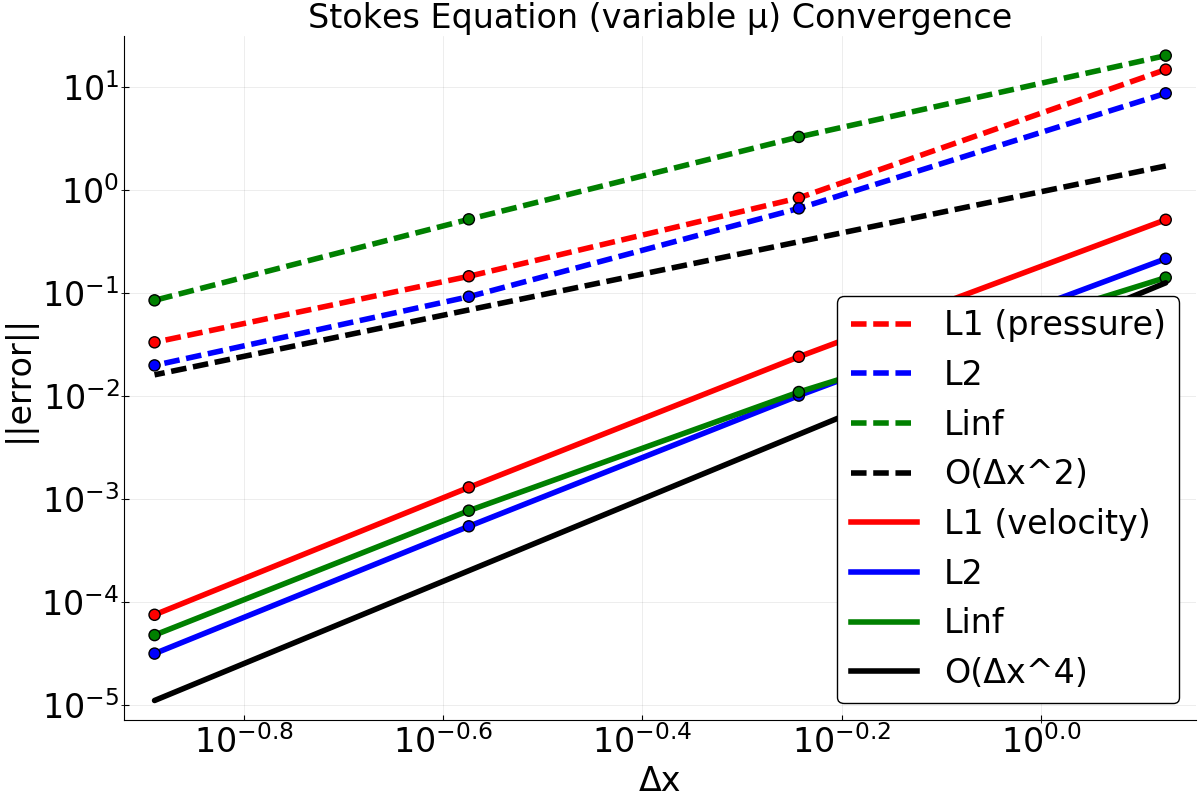 Stokes Equation (variable μ) Convergence
||error||
10^1
10^0
10^-1
10^-2
10^-3
10^-4
10^-5
L1 (pressure)
L2
Linf
O(Δx^2)
L1 (velocity)
L2
Linf
O(Δx^4)
10^-0.8 10^-0.6 10^-0.4 10^-0.2 10^0.0
Δx